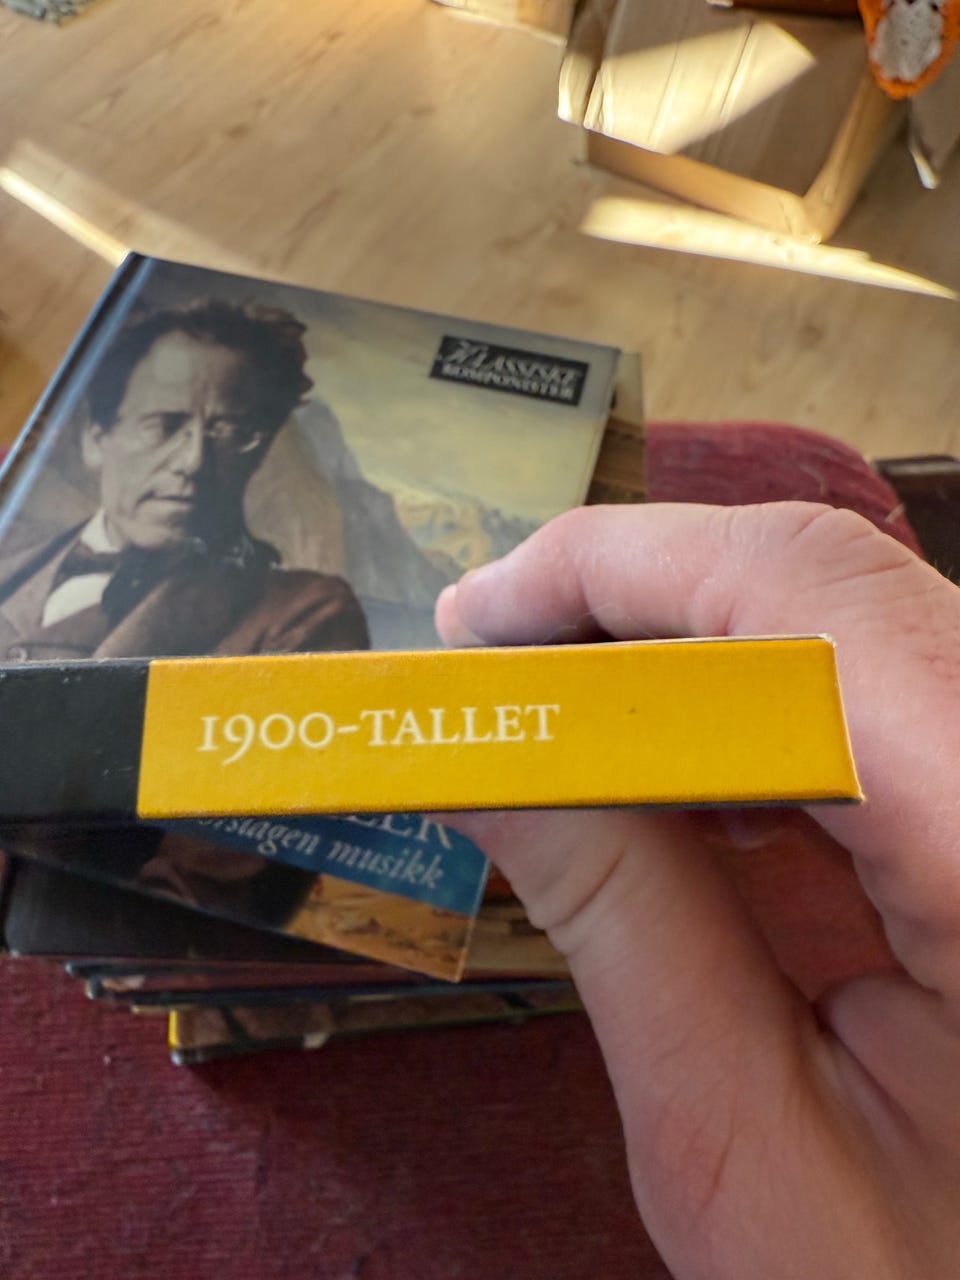 KLASSISKE
KOMPONISTER
1900-TALLET
musikk